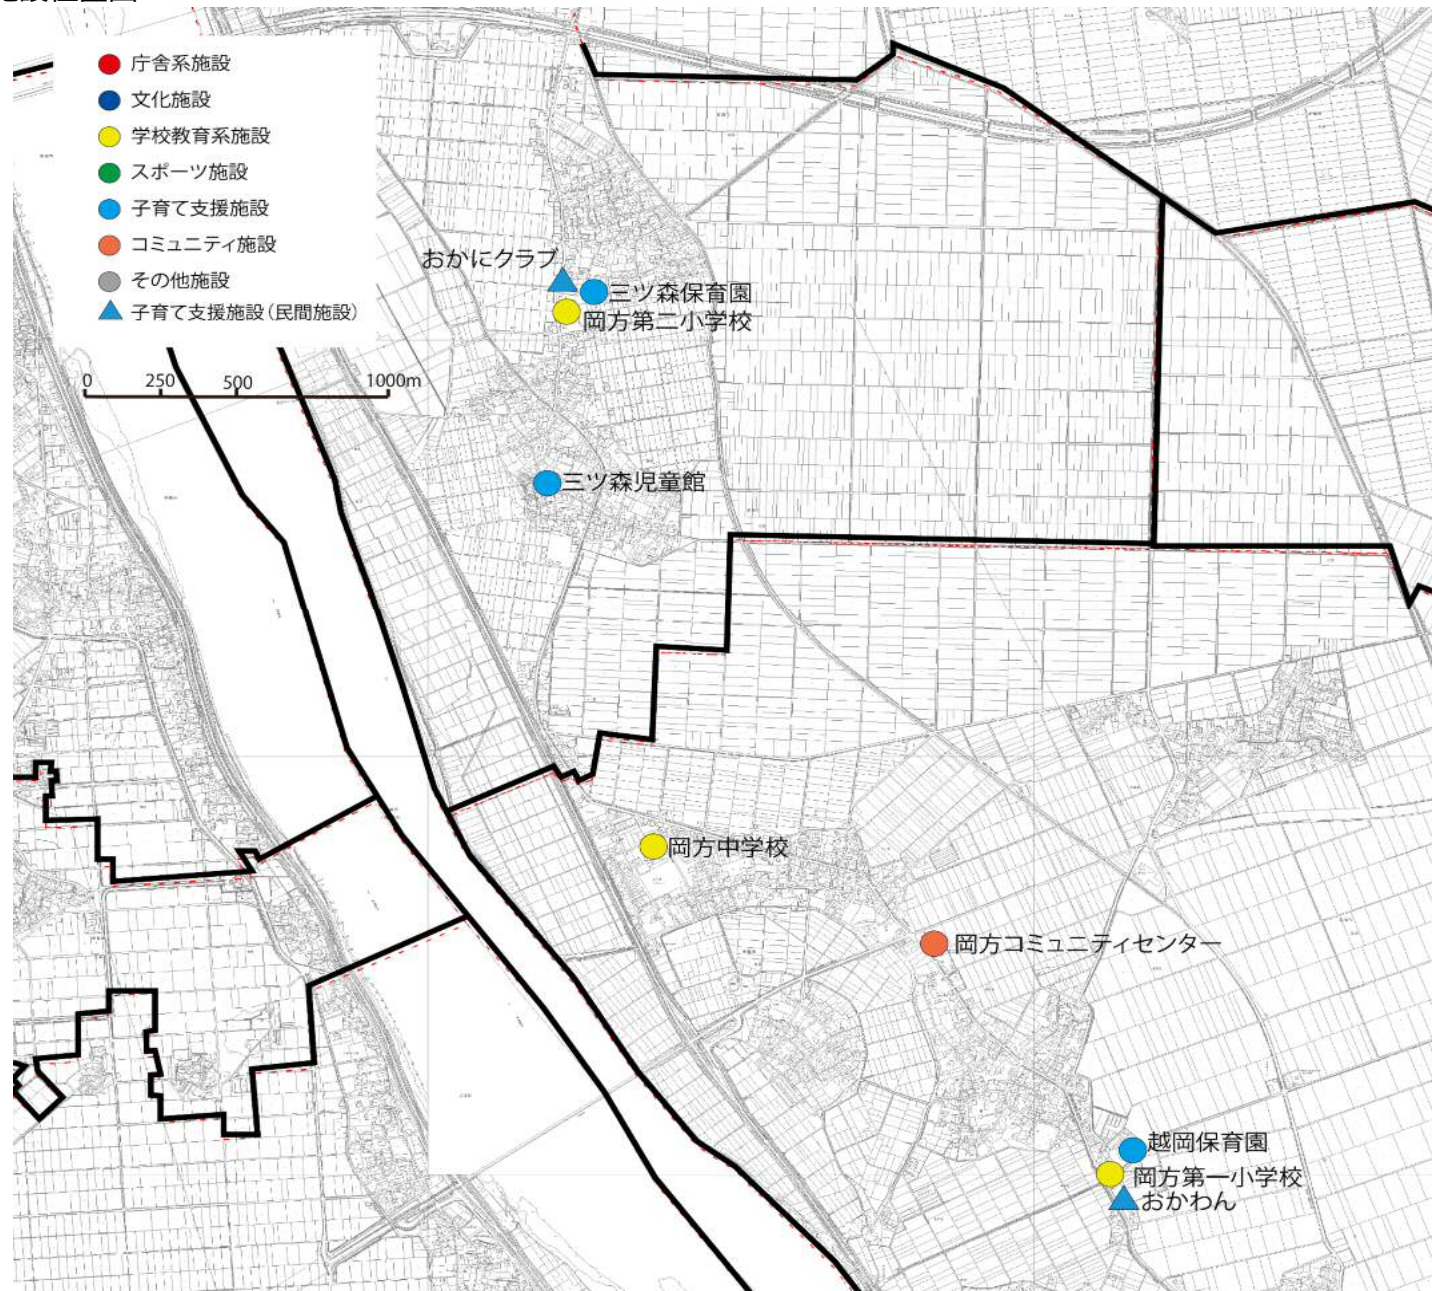 庁舎系施設
文化施設
学校教育系施設
スポーツ施設
子育て支援施設
コミュニティ施設
その他施設
子育て支援施設（民間施設）
0 250 500 1000m
おかにクラブ
三ツ森保育園
岡方第二小学校
三ツ森児童館
岡方中学校
岡方コミュニティセンター
越岡保育園
岡方第一小学校
おかわん